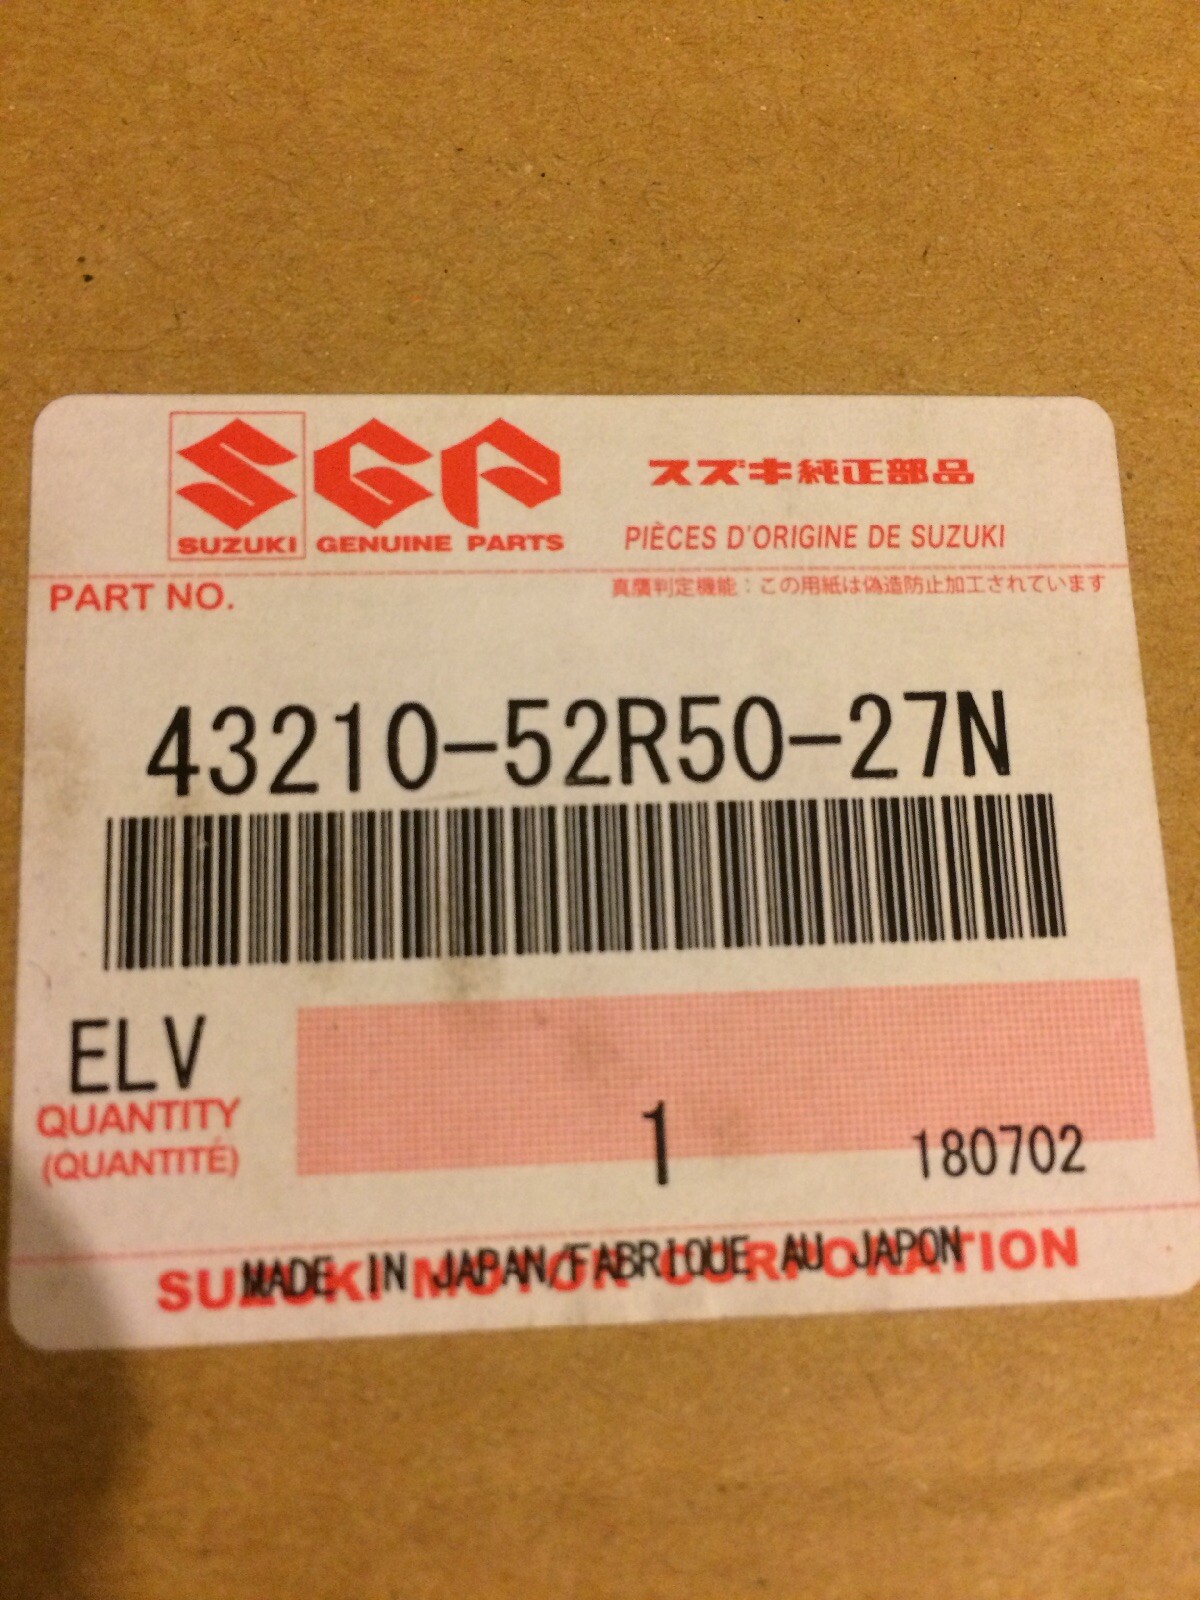 SGP
SUZUKI GENUINE PARTS
スズキ純正部品
PIÈCES D'ORIGINE DE SUZUKI
PART NO.
真贋判定機能：この用紙は偽造防止加工されています
43210-52R50-27N
ELV
QUANTITY
(QUANTITÉ)
1
180702
MADE IN JAPAN/FABRIQUE AU JAPON
SUZUKI MOTOR CORPORATION